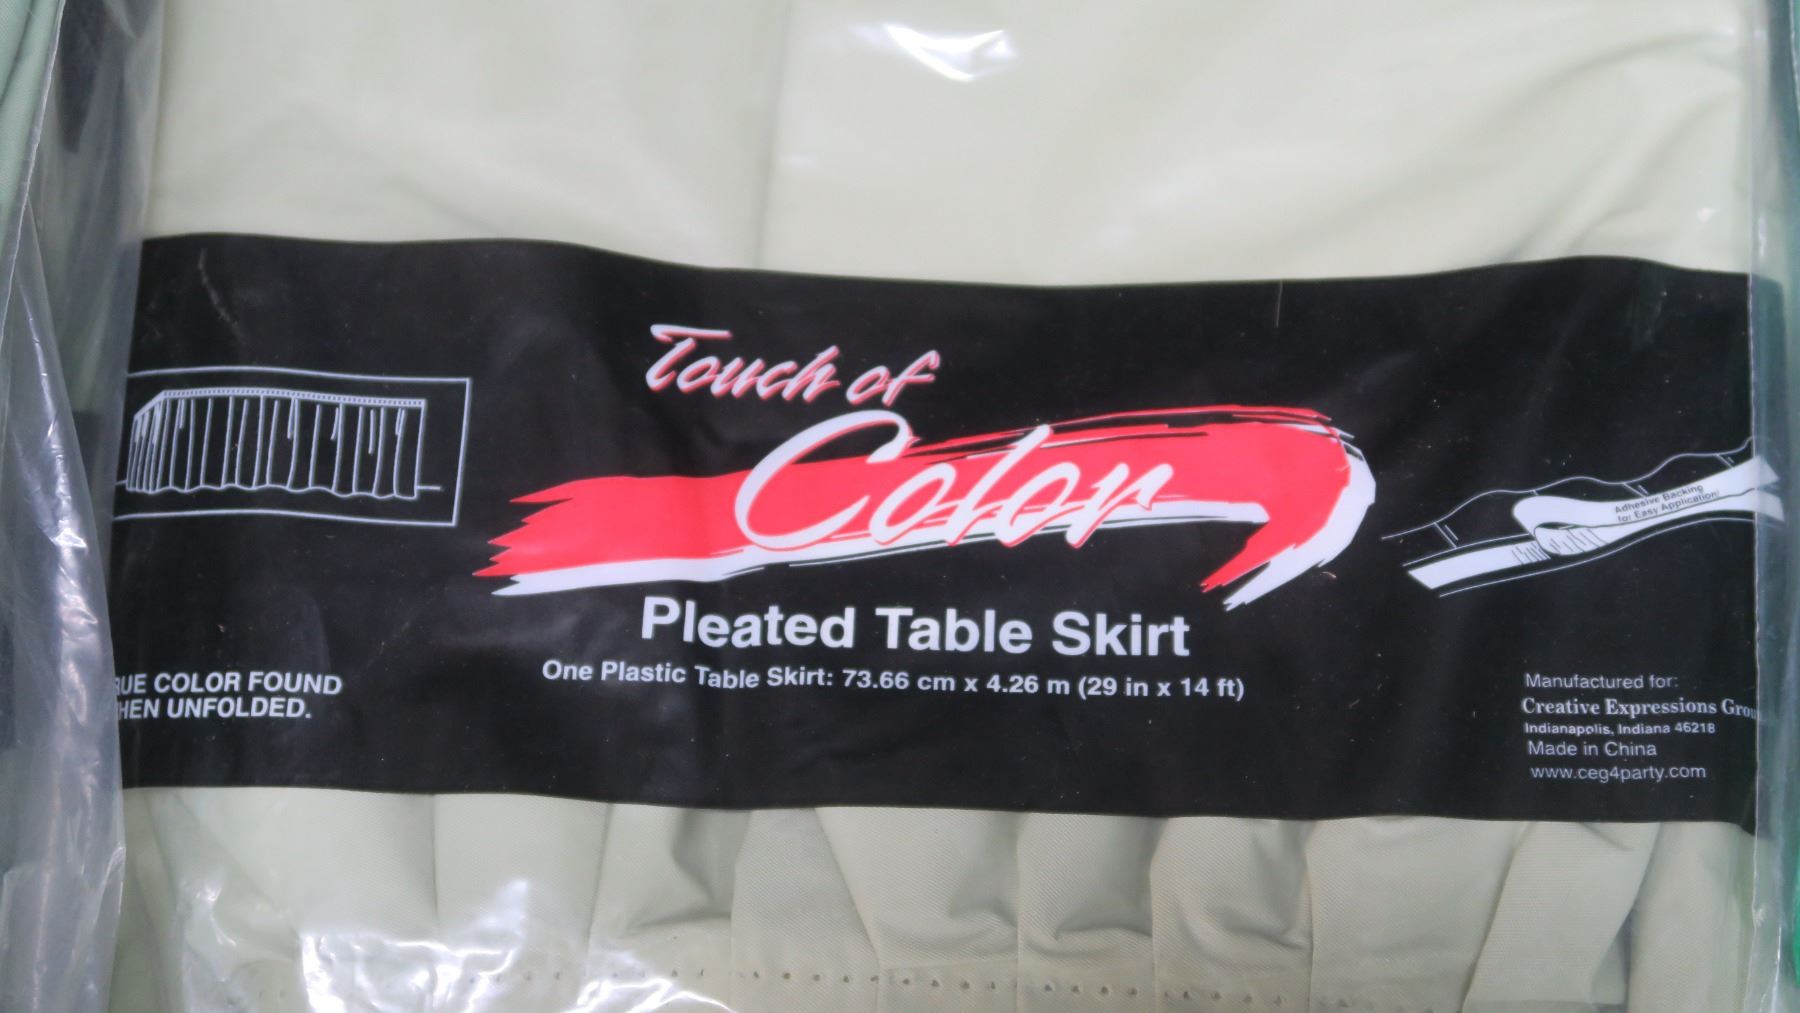 Touch of
Color
Adhesive Backing
for Easy Application!
Pleated Table Skirt
One Plastic Table Skirt: 73.66 cm x 4.26 m (29 in x 14 ft)
RUE COLOR FOUND
HEN UNFOLDED.
Manufactured for:
Creative Expressions Grou
Indianapolis, Indiana 46218
Made in China
www.ceg4party.com